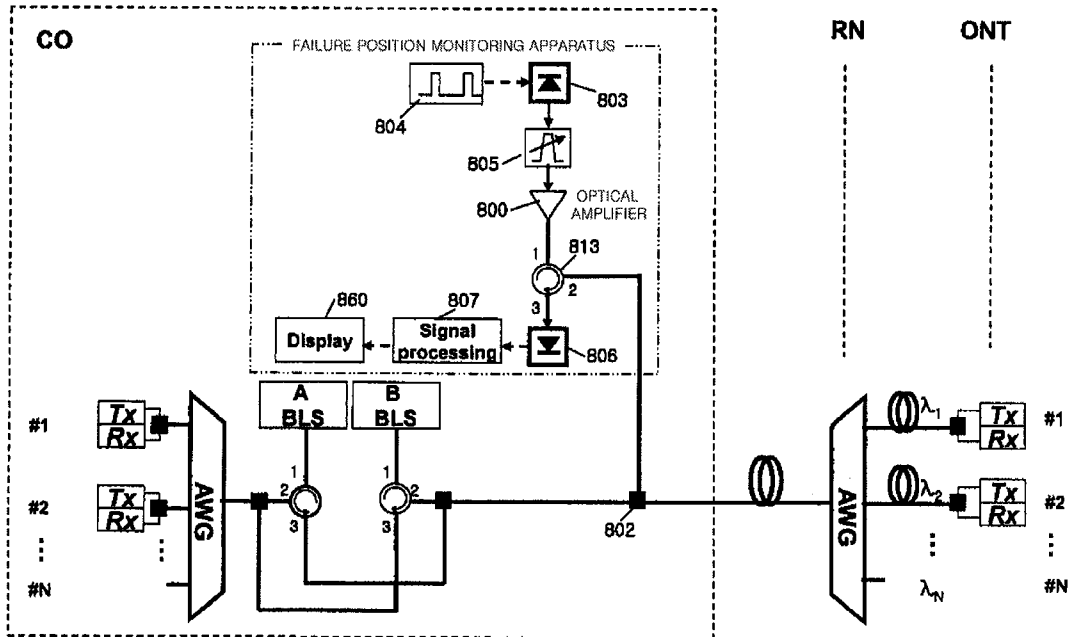 CO
RN
ONT
FAILURE POSITION MONITORING APPARATUS
804
803
805
800
OPTICAL
AMPLIFIER
1
813
2
3
860
807
Display
Signal
processing
806
A
BLS
B
BLS
#1
Tx
Rx
AWG
1
2
3
1
2
3
#2
Tx
Rx
#N
802
AWG
λ1
Tx
Rx
#1
λ2
Tx
Rx
#2
λN
#N